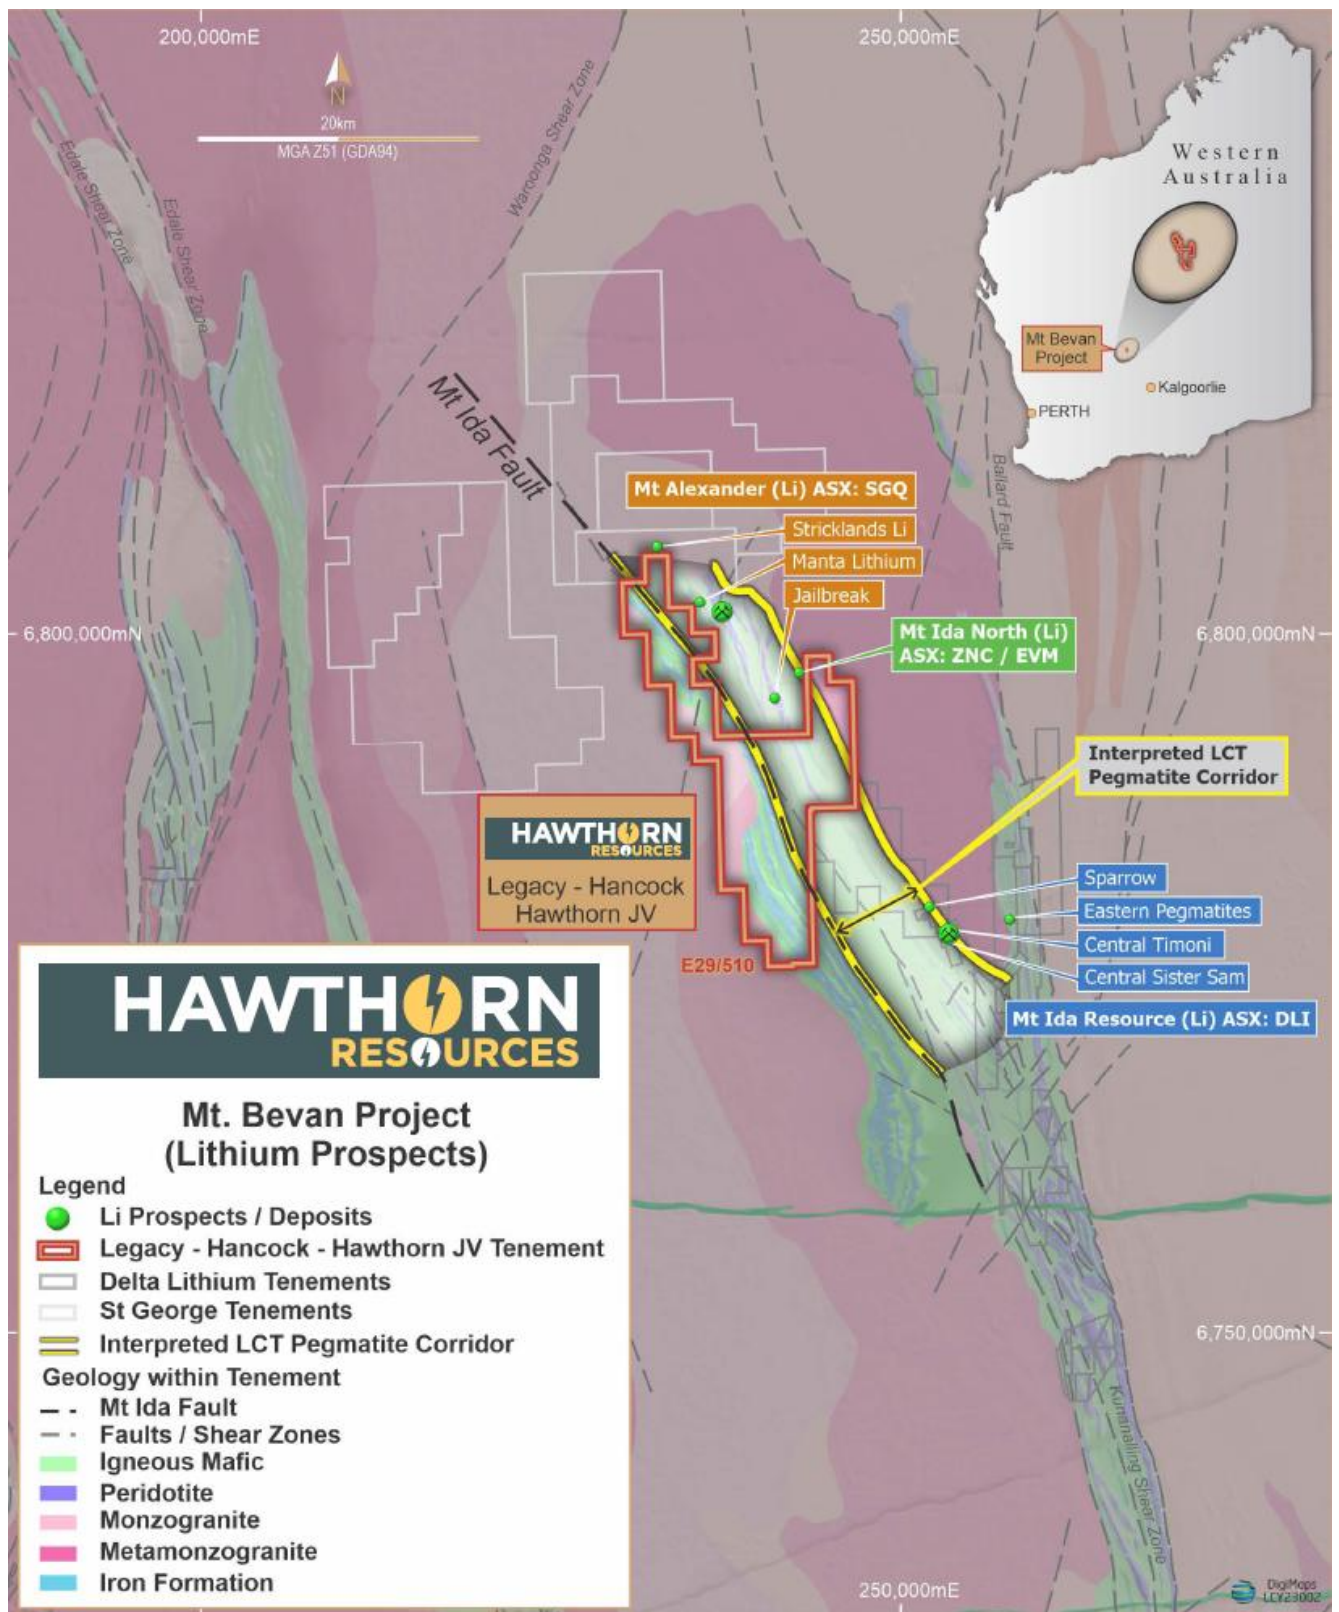 200,000mE
250,000mE
N
20km
MGA Z51 (GDA94)
Edale Shear Zone
Edale Shear Zone
Waroonga Shear Zone
Western
Australia
Mt Bevan
Project
Kalgoorlie
PERTH
Mt Ida Fault
Ballard Fault
Mt Alexander (Li) ASX: SGQ
Stricklands Li
Manta Lithium
Jailbreak
6,800,000mN
6,800,000mN
Mt Ida North (Li)
ASX: ZNC / EVM
Interpreted LCT
Pegmatite Corridor
HAWTHORN
RESOURCES
Legacy - Hancock
Hawthorn JV
Sparrow
Eastern Pegmatites
Central Timoni
Central Sister Sam
E29/510
Mt Ida Resource (Li) ASX: DLI
HAWTHORN
RESOURCES
Mt. Bevan Project
(Lithium Prospects)
Legend
Li Prospects / Deposits
Legacy - Hancock - Hawthorn JV Tenement
Delta Lithium Tenements
St George Tenements
Interpreted LCT Pegmatite Corridor
Geology within Tenement
Mt Ida Fault
Faults / Shear Zones
Igneous Mafic
Peridotite
Monzogranite
Metamonzogranite
Iron Formation
6,750,000mN
Kunanalling Shear Zone
250,000mE
DigiMaps
LCY23002